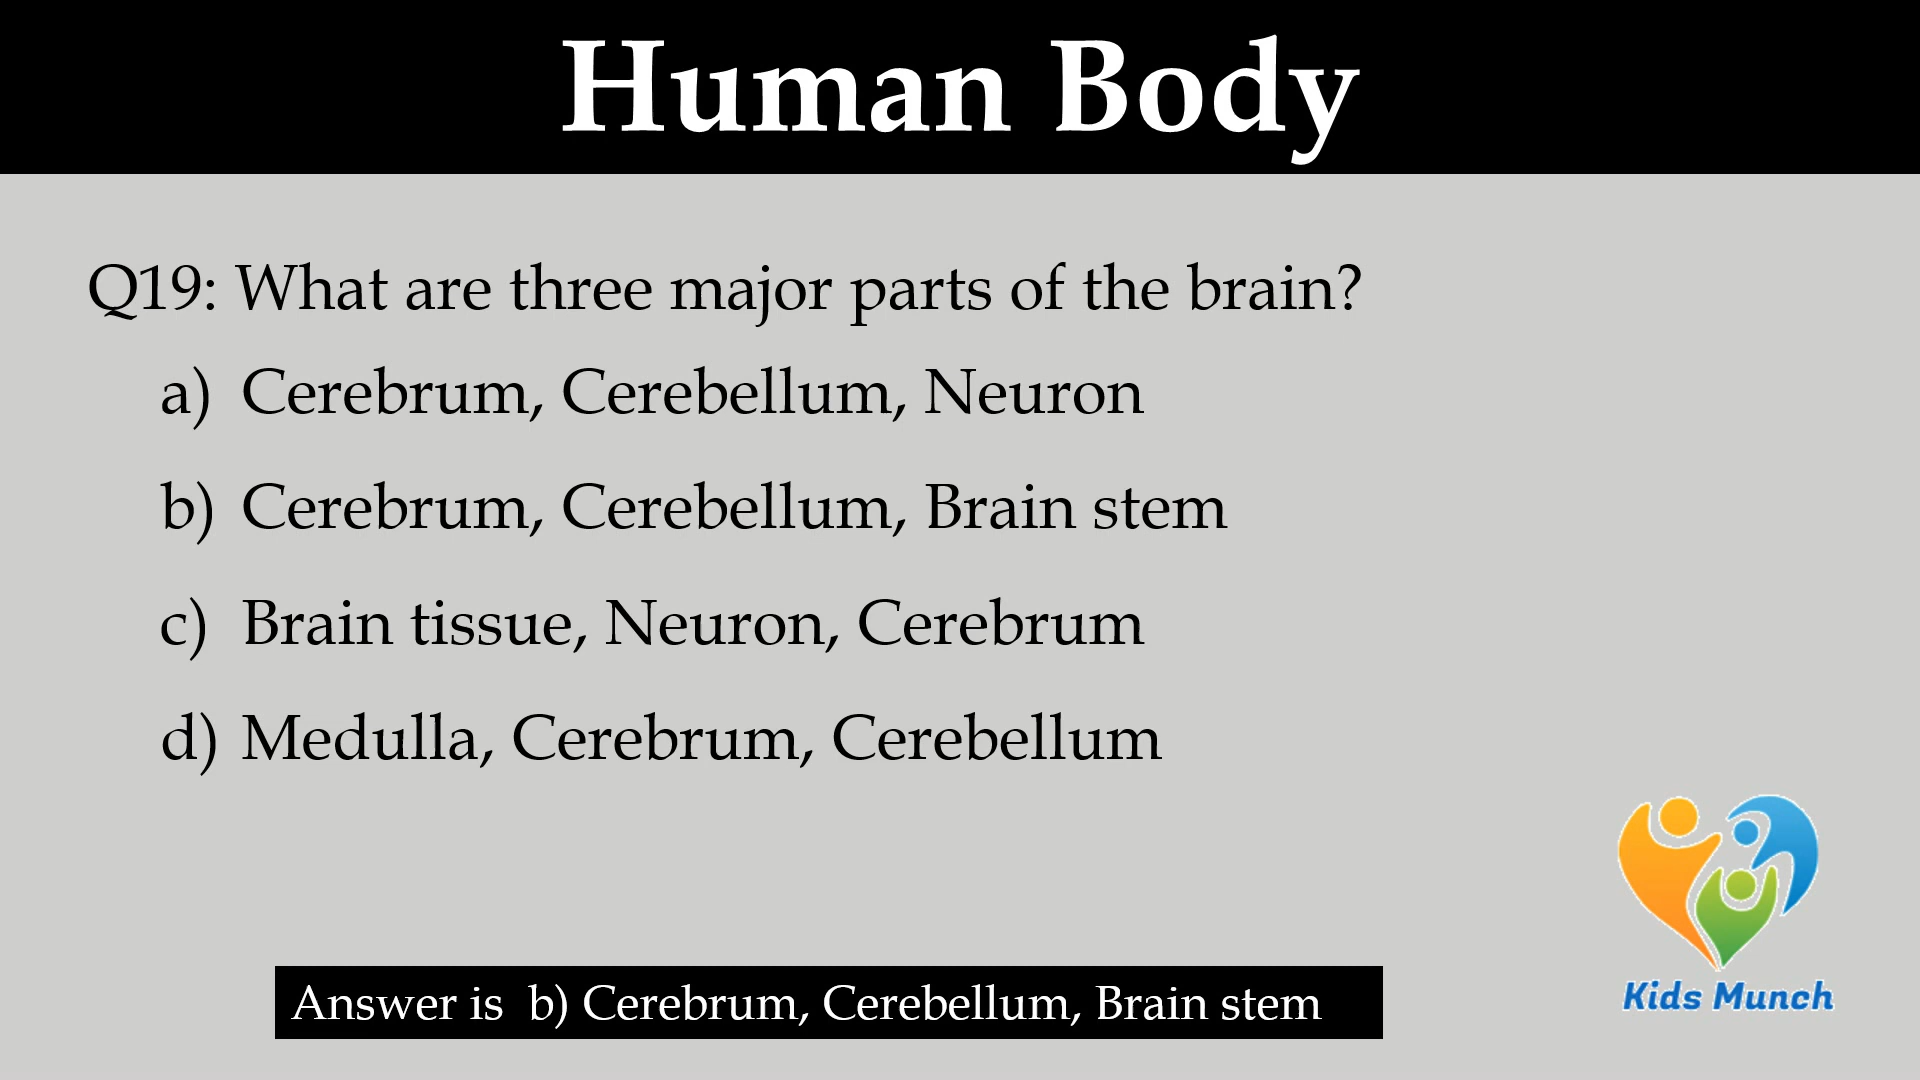 Human Body
Q19: What are three major parts of the brain?
a) Cerebrum, Cerebellum, Neuron
b) Cerebrum, Cerebellum, Brain stem
c) Brain tissue, Neuron, Cerebrum
d) Medulla, Cerebrum, Cerebellum
Answer is b) Cerebrum, Cerebellum, Brain stem
Kids Munch